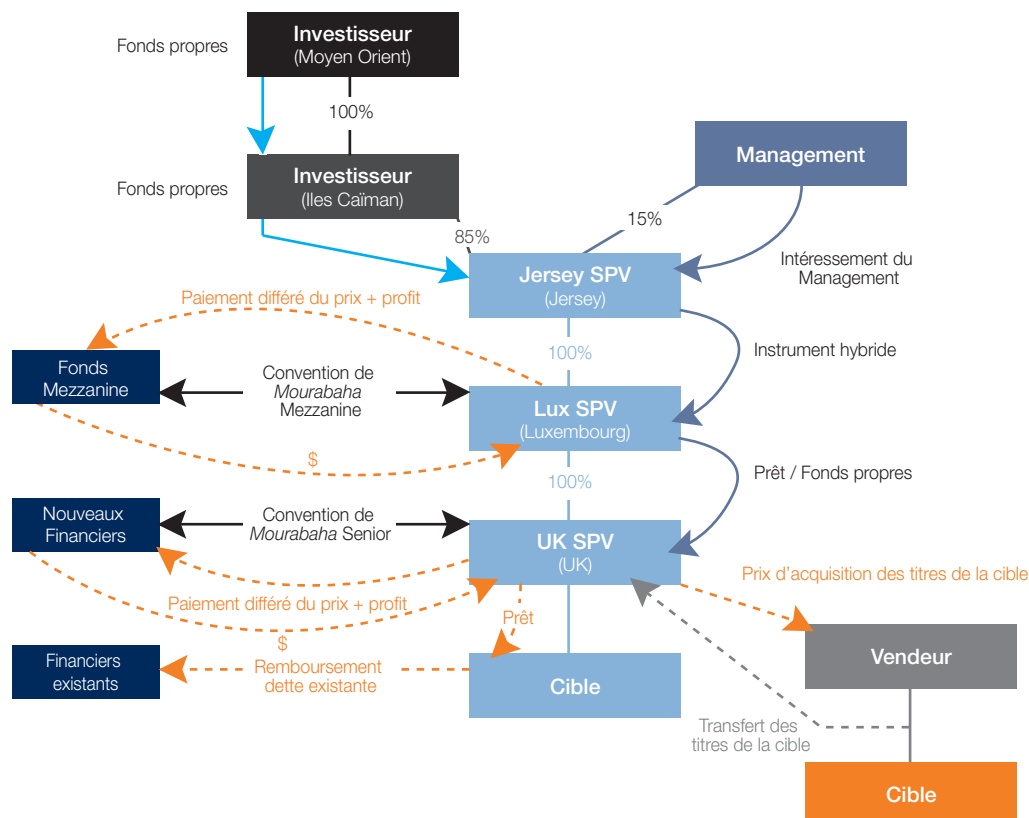 Fonds propres
Investisseur
(Moyen Orient)
100%
Fonds propres
Investisseur
(Iles Caïman)
Management
15%
85%
Intéressement du
Management
Jersey SPV
(Jersey)
Paiement différé du prix + profit
100%
Instrument hybride
Fonds
Mezzanine
Convention de
Mourabaha
Mezzanine
Lux SPV
(Luxembourg)
$
100%
Prêt / Fonds propres
Nouveaux
Financiers
Convention de
Mourabaha Senior
UK SPV
(UK)
Prix d'acquisition des titres de la cible
Paiement différé du prix + profit
Prêt
$
Financiers
existants
Remboursement
dette existante
Cible
Vendeur
Transfert des
titres de la cible
Cible